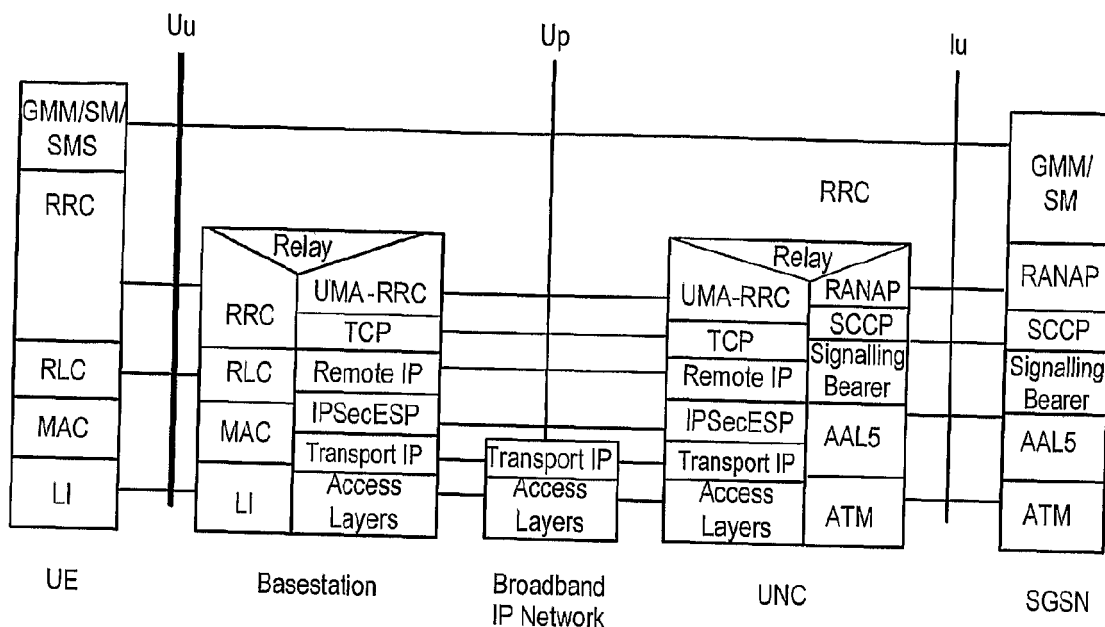 Uu
Up
Iu
GMM/SM/
SMS
RRC
RLC
MAC
LI
UE
Relay
RRC
RLC
MAC
LI
UMA-RRC
TCP
Remote IP
IPSecESP
Transport IP
Access
Layers
Basestation
Transport IP
Access
Layers
Broadband
IP Network
RRC
Relay
UMA-RRC
TCP
Remote IP
IPSecESP
Transport IP
Access
Layers
RANAP
SCCP
Signalling
Bearer
AAL5
ATM
UNC
GMM/
SM
RANAP
SCCP
Signalling
Bearer
AAL5
ATM
SGSN